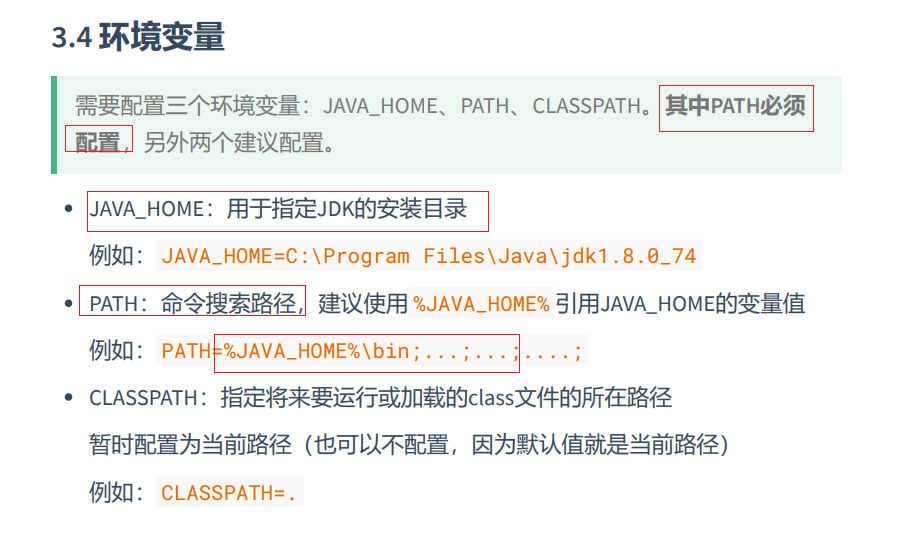 3.4 环境变量
需要配置三个环境变量：JAVA_HOME、PATH、CLASSPATH。其中PATH必须
配置，另外两个建议配置。
JAVA_HOME：用于指定JDK的安装目录
例如：JAVA_HOME=C:\Program Files\Java\jdk1.8.0_74
PATH：命令搜索路径，建议使用%JAVA_HOME%引用JAVA_HOME的变量值
例如：PATH=%JAVA_HOME%\bin;...;...;....;
CLASSPATH：指定将来要运行或加载的class文件的所在路径
暂时配置为当前路径（也可以不配置，因为默认值就是当前路径）
例如：CLASSPATH=.